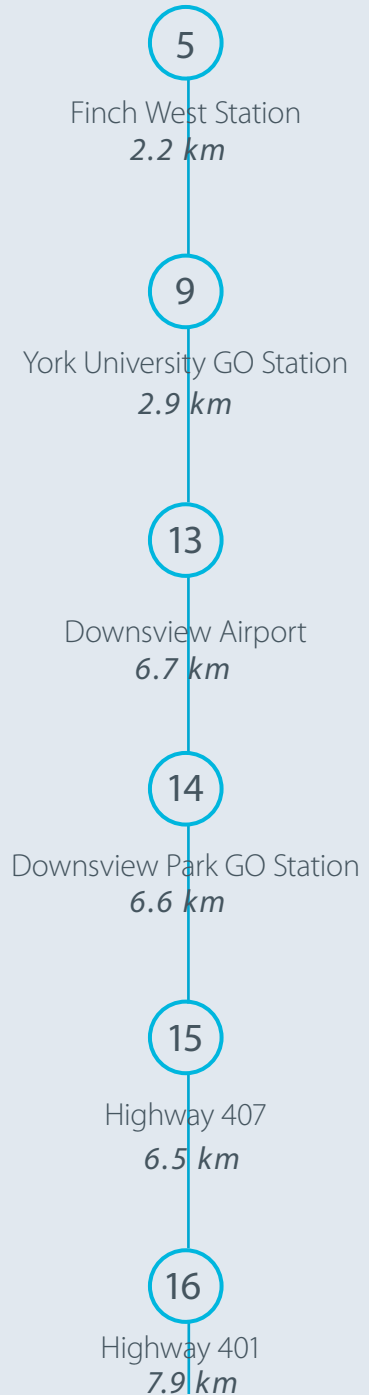 5
Finch West Station
2.2 km
9
York University GO Station
2.9 km
13
Downsview Airport
6.7 km
14
Downsview Park GO Station
6.6 km
15
Highway 407
6.5 km
16
Highway 401
7.9 km